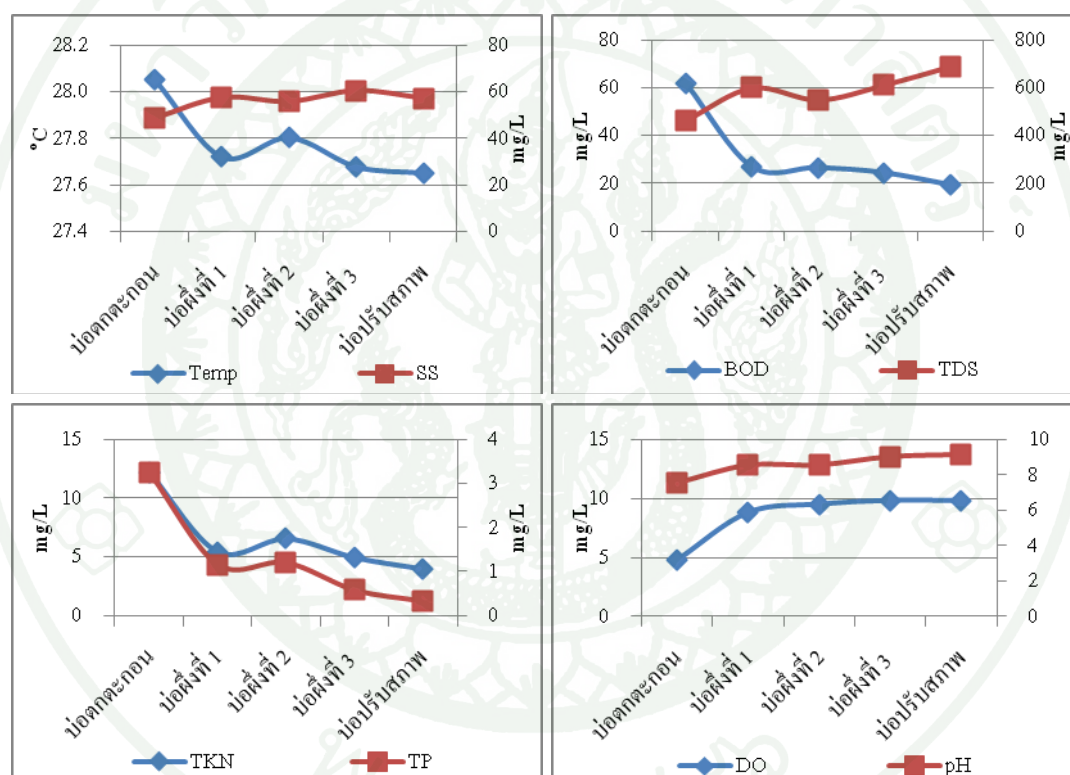 28.2
28.0
27.8
27.6
27.4
°C
80
60
40
20
0
mg/L
บ่อตกตะกอน
บ่อผึ่งที่ 1
บ่อผึ่งที่ 2
บ่อผึ่งที่ 3
บ่อปรับสภาพ
Temp SS
80
60
40
20
0
mg/L
800
600
400
200
0
mg/L
บ่อตกตะกอน
บ่อผึ่งที่ 1
บ่อผึ่งที่ 2
บ่อผึ่งที่ 3
บ่อปรับสภาพ
BOD TDS
15
10
5
0
mg/L
4
3
2
1
0
mg/L
บ่อตกตะกอน
บ่อผึ่งที่ 1
บ่อผึ่งที่ 2
บ่อผึ่งที่ 3
บ่อปรับสภาพ
TKN TP
15
10
5
0
mg/L
10
8
6
4
2
0
บ่อตกตะกอน
บ่อผึ่งที่ 1
บ่อผึ่งที่ 2
บ่อผึ่งที่ 3
บ่อปรับสภาพ
DO pH